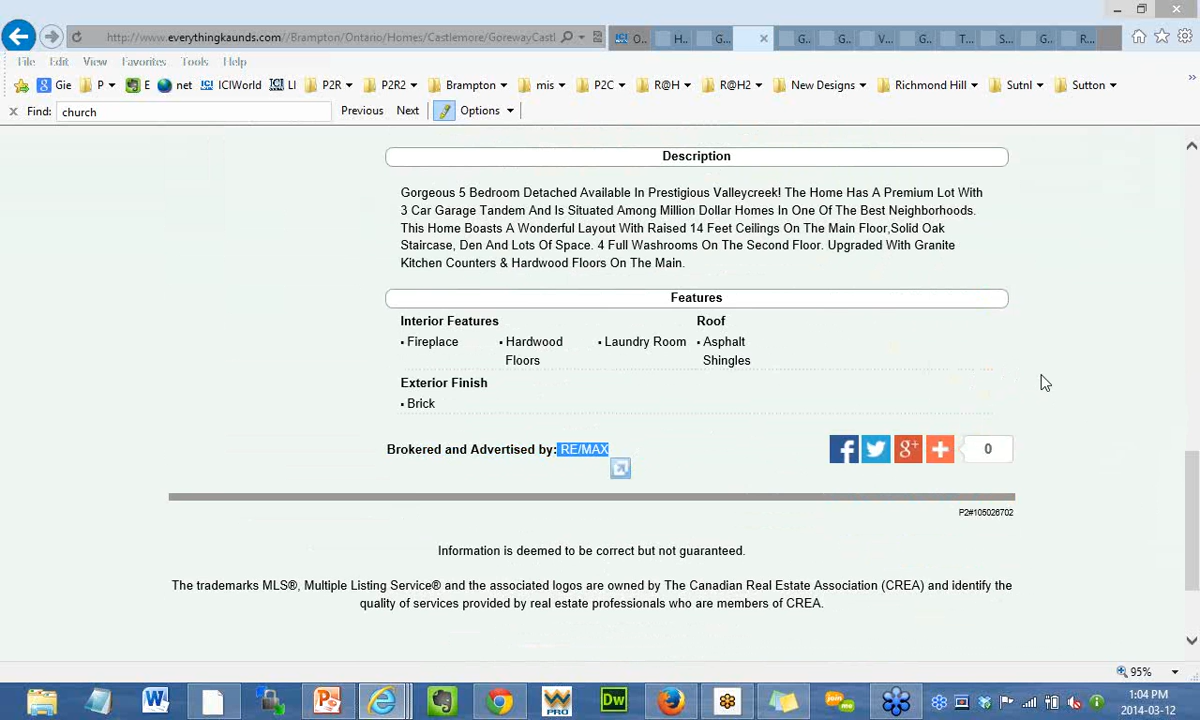 http://www.everythingkaunds.com//Brampton/Ontario/Homes/Castlemore/GorewayCastl
O... H... G... G... G... V... G... T... S... G... R...
File Edit View Favorites Tools Help
Gie P E net ICI ICIWorld ICI LI P2R P2R2 Brampton mis P2C R@H R@H2 New Designs Richmond Hill Sutnl Sutton
Find: church Previous Next Options
Description
Gorgeous 5 Bedroom Detached Available In Prestigious Valleycreek! The Home Has A Premium Lot With
3 Car Garage Tandem And Is Situated Among Million Dollar Homes In One Of The Best Neighborhoods.
This Home Boasts A Wonderful Layout With Raised 14 Feet Ceilings On The Main Floor,Solid Oak
Staircase, Den And Lots Of Space. 4 Full Washrooms On The Second Floor. Upgraded With Granite
Kitchen Counters & Hardwood Floors On The Main.
Features
Interior Features Roof
▪ Fireplace ▪ Hardwood ▪ Laundry Room ▪ Asphalt
Floors Shingles
Exterior Finish
▪ Brick
Brokered and Advertised by: RE/MAX 0
P2#105026702
Information is deemed to be correct but not guaranteed.
The trademarks MLS®, Multiple Listing Service® and the associated logos are owned by The Canadian Real Estate Association (CREA) and identify the
quality of services provided by real estate professionals who are members of CREA.
95%
Dw PRO 1:04 PM
2014-03-12